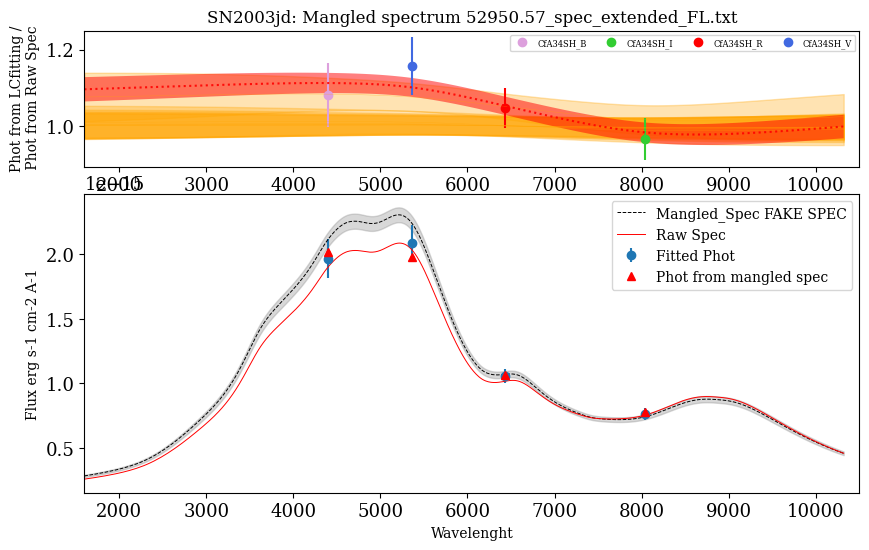 SN2003jd: Mangled spectrum 52950.57_spec_extended_FL.txt
Phot from LCfitting /
Phot from Raw Spec
1.2
1.0
CfA34SH_B
CfA34SH_I
CfA34SH_R
CfA34SH_V
2000 3000 4000 5000 6000 7000 8000 9000 10000
1e−15
Flux erg s-1 cm-2 A-1
2.0
1.5
1.0
0.5
Mangled_Spec FAKE SPEC
Raw Spec
Fitted Phot
Phot from mangled spec
2000 3000 4000 5000 6000 7000 8000 9000 10000
Wavelenght